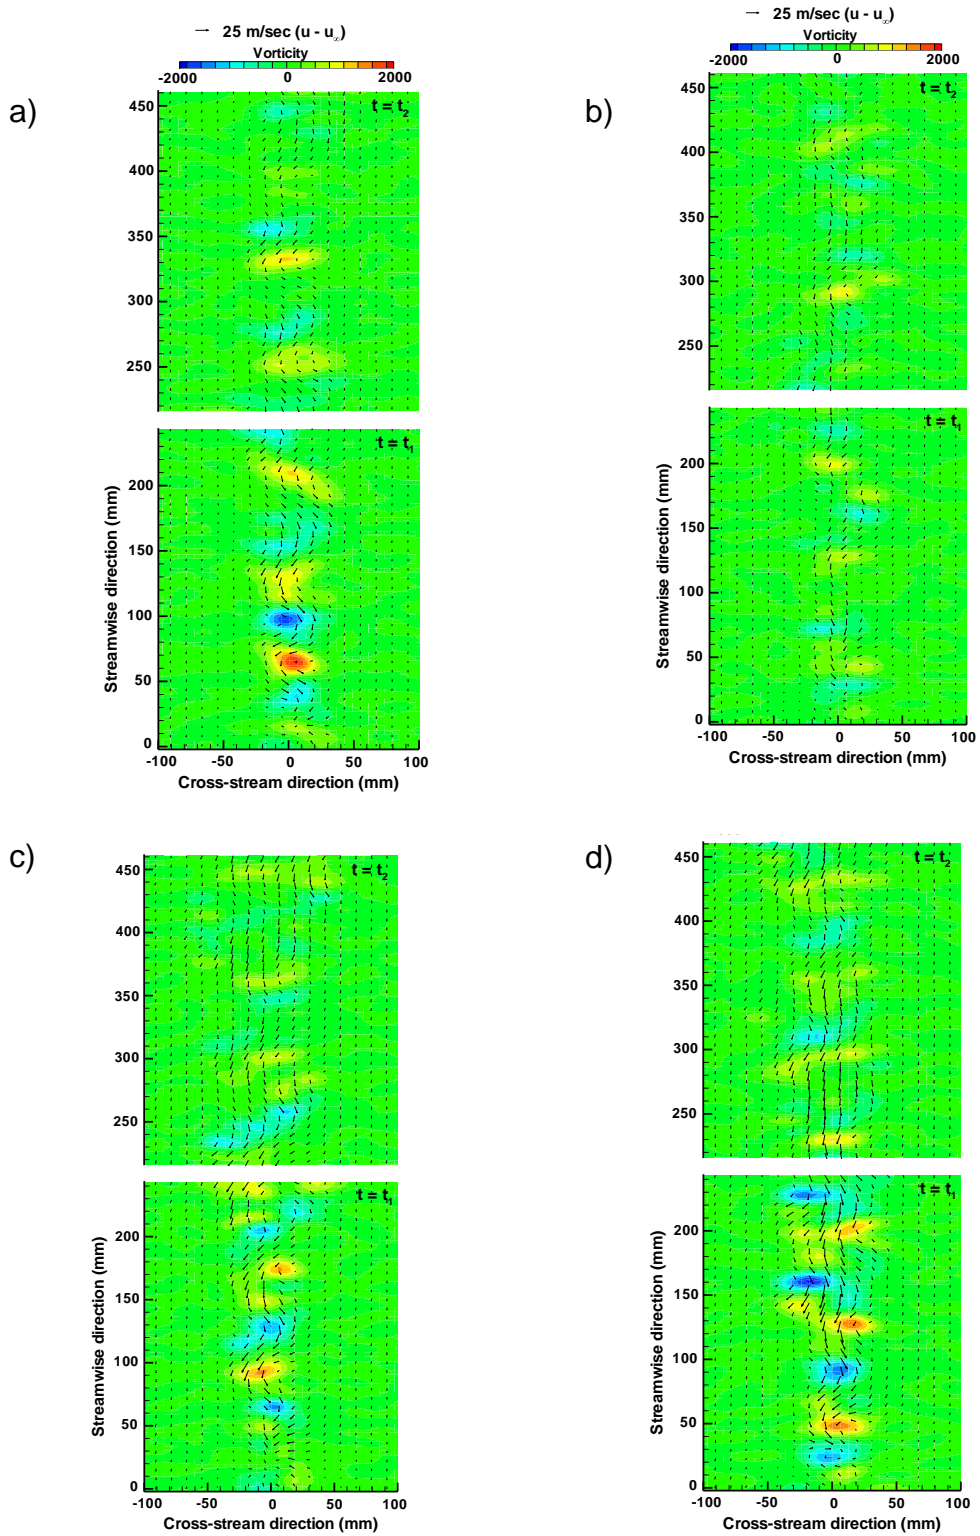 25 m/sec (u - u∞)
Vorticity
-2000 0 2000
a)
t = t2
450
400
350
300
250
t = t1
200
150
100
50
0
Streamwise direction (mm)
-100 -50 0 50 100
Cross-stream direction (mm)
25 m/sec (u - u∞)
Vorticity
-2000 0 2000
b)
t = t2
450
400
350
300
250
t = t1
200
150
100
50
0
Streamwise direction (mm)
-100 -50 0 50 100
Cross-stream direction (mm)
c)
t = t2
450
400
350
300
250
t = t1
200
150
100
50
0
Streamwise direction (mm)
-100 -50 0 50 100
Cross-stream direction (mm)
d)
t = t2
450
400
350
300
250
t = t1
200
150
100
50
0
Streamwise direction (mm)
-100 -50 0 50 100
Cross-stream direction (mm)